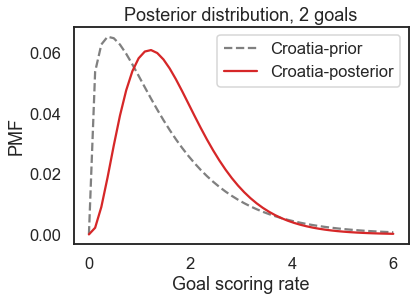 Posterior distribution, 2 goals
Croatia-prior
Croatia-posterior
PMF
0.06
0.04
0.02
0.00
0 2 4 6
Goal scoring rate